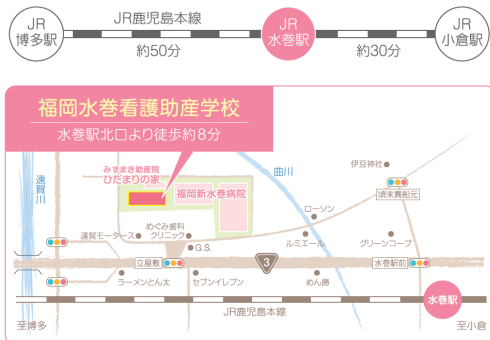 JR
博多駅
JR鹿児島本線
約50分
JR
水巻駅
約30分
JR
小倉駅
福岡水巻看護助産学校
水巻駅北口より徒歩約8分
遠賀川
みずまき助産院
ひだまりの家
福岡新水巻病院
曲川
伊豆神社
頃末貴船元
ローソン
遠賀モータース
めぐみ歯科
クリニック
G.S.
ルミエール
グリーンコープ
立屋敷
3
水巻駅前
ラーメンとん太
セブンイレブン
めん勝
水巻駅
至博多
JR鹿児島本線
至小倉